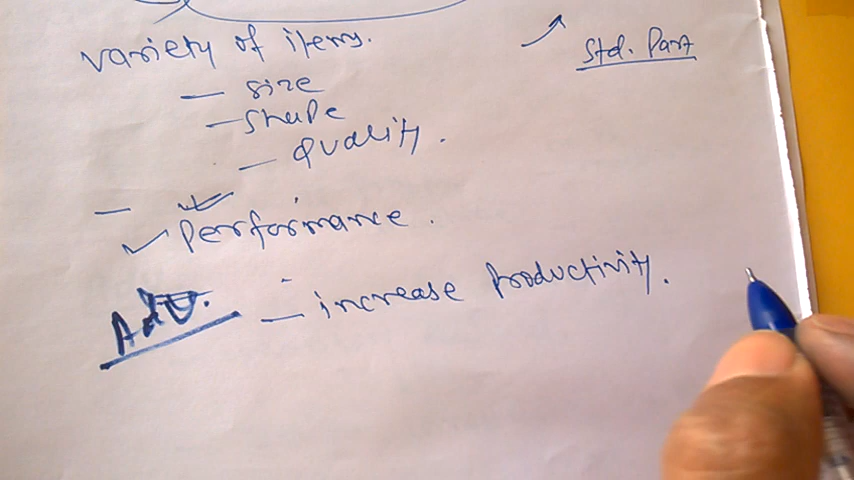 variety of items.
Std. Part
— size
— shape
— Quality.
—
✓ Performance.
Adv. — increase productivity.